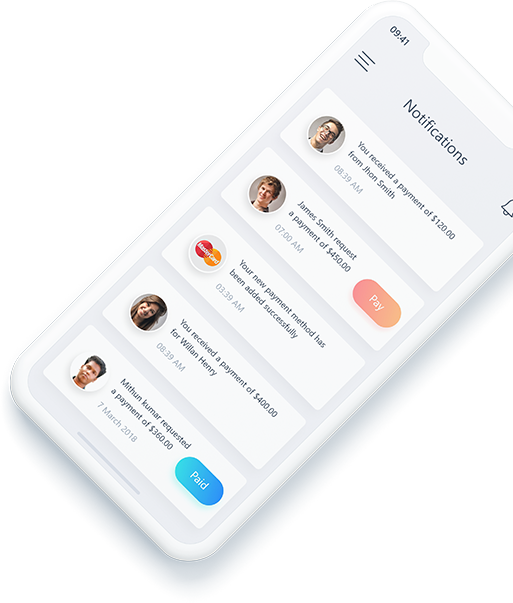 09:41
Notifications
You received a payment of $120.00
from Jhon Smith
08:39 AM
James Smith request
a payment of $450.00
07:00 AM
Pay
MasterCard
Your new payment method has
been added successfully
03:39 AM
You received a payment of $400.00
for Willan Henry
08:39 AM
Mithun kumar requested
a payment of $360.00
7 March 2018
Paid